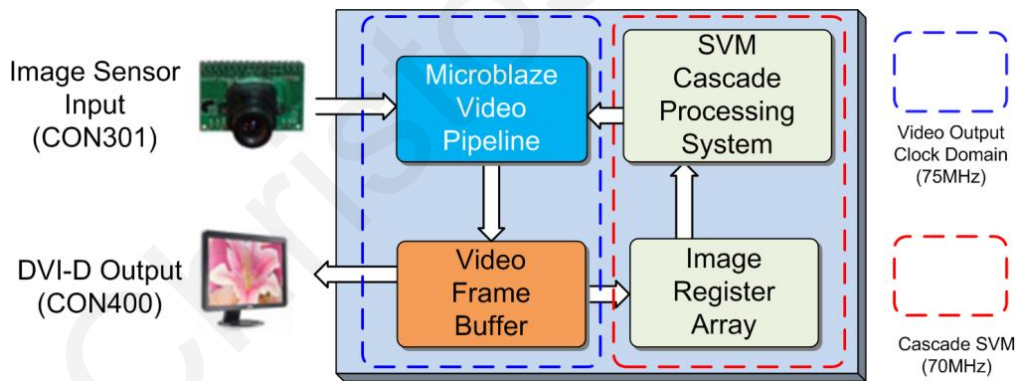 Image Sensor
Input
(CON301)
Microblaze
Video
Pipeline
SVM
Cascade
Processing
System
Video Output
Clock Domain
(75MHz)
DVI-D Output
(CON400)
Video
Frame
Buffer
Image
Register
Array
Cascade SVM
(70MHz)
Christo